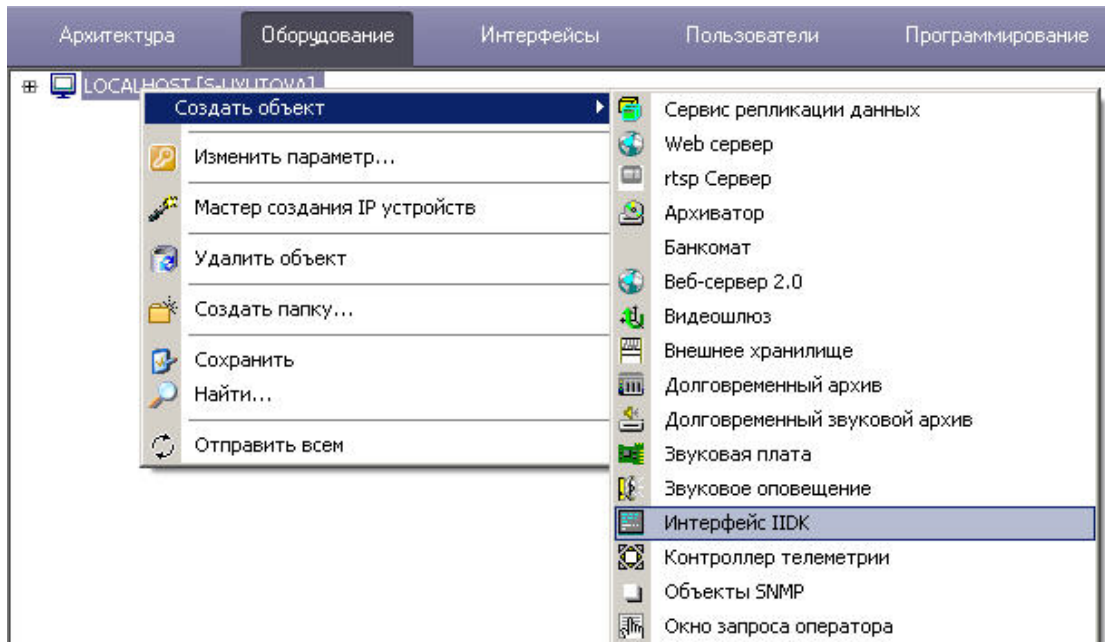 Архитектура Оборудование Интерфейсы Пользователи Программирование
LOCALHOST [S-UYUTOVA]
Создать объект
Изменить параметр...
Мастер создания IP устройств
Удалить объект
Создать папку...
Сохранить
Найти...
Отправить всем
Сервис репликации данных
Web сервер
rtsp Сервер
Архиватор
Банкомат
Веб-сервер 2.0
Видеошлюз
Внешнее хранилище
Долговременный архив
Долговременный звуковой архив
Звуковая плата
Звуковое оповещение
Интерфейс IIDK
Контроллер телеметрии
Объекты SNMP
Окно запроса оператора